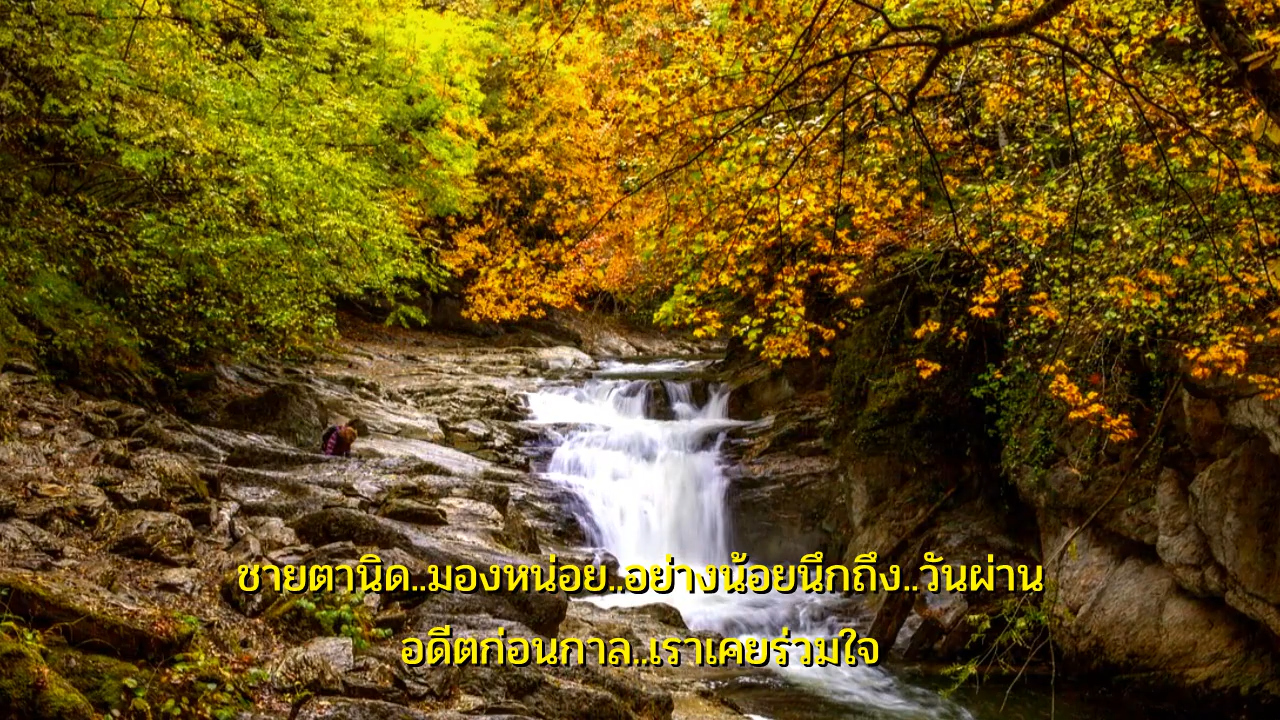 ชายตานิด..มองหน่อย..อย่างน้อยนึกถึง..วันผ่าน
อดีตก่อนกาล..เราเคยร่วมใจ